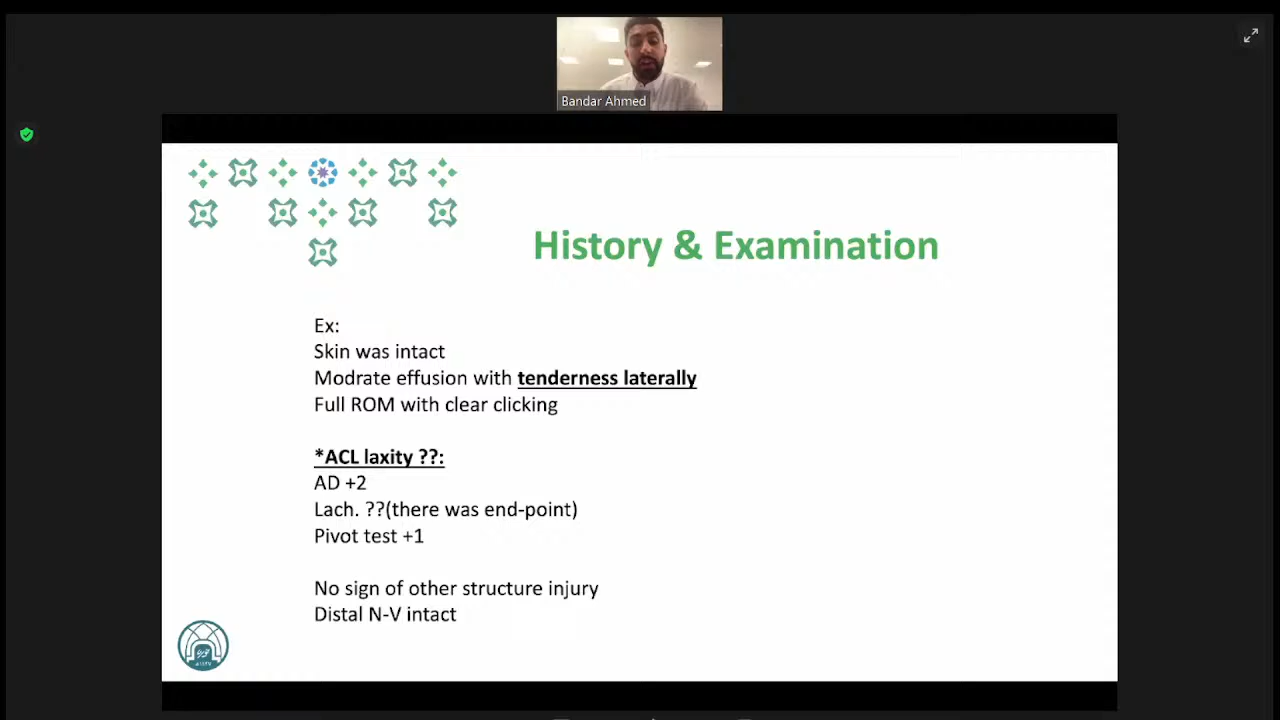 Bandar Ahmed
History & Examination
Ex:
Skin was intact
Modrate effusion with tenderness laterally
Full ROM with clear clicking
*ACL laxity ??:
AD +2
Lach. ??(there was end-point)
Pivot test +1
No sign of other structure injury
Distal N-V intact